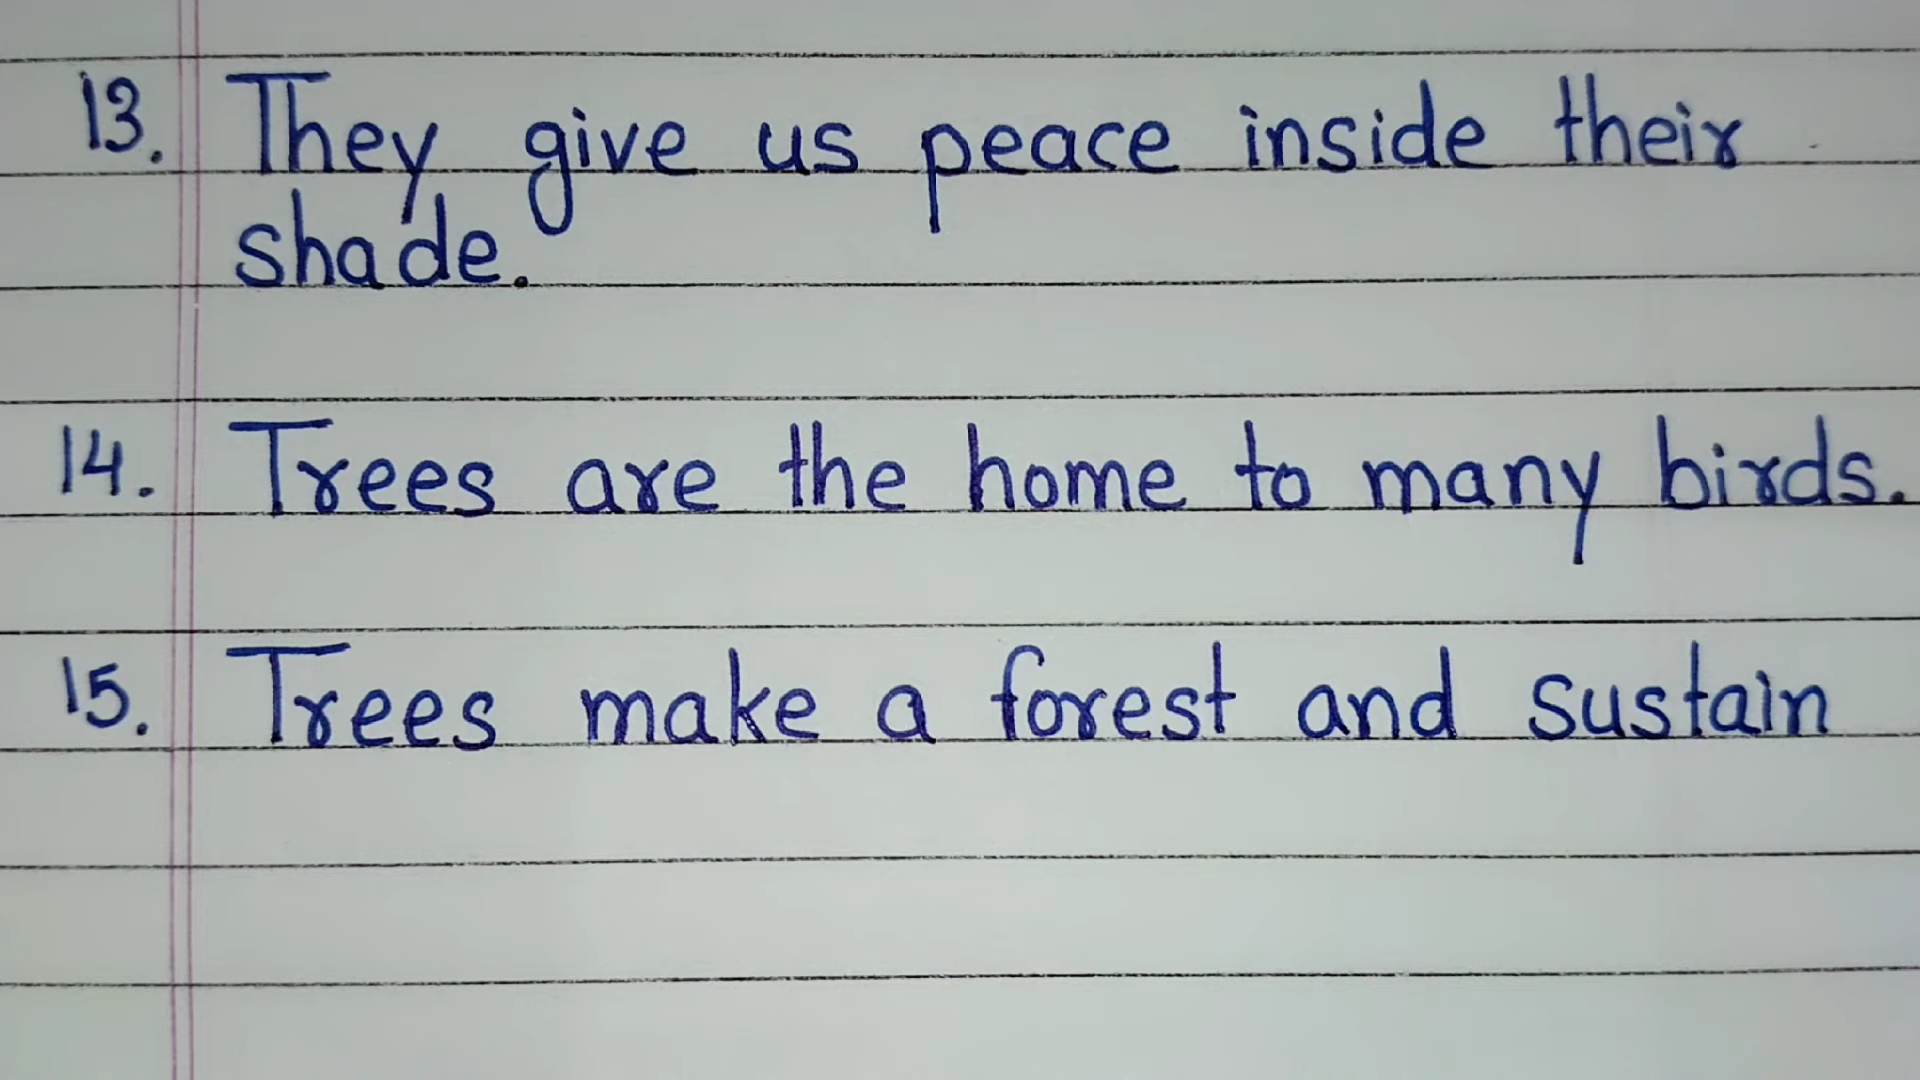 13. They give us peace inside their
shade.
14. Trees are the home to many birds.
15. Trees make a forest and sustain